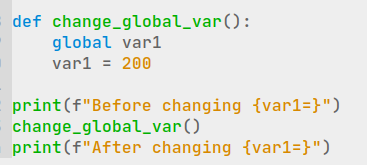 def change_global_var():
    global var1
    var1 = 200

print(f"Before changing {var1=}")
change_global_var()
print(f"After changing {var1=}")